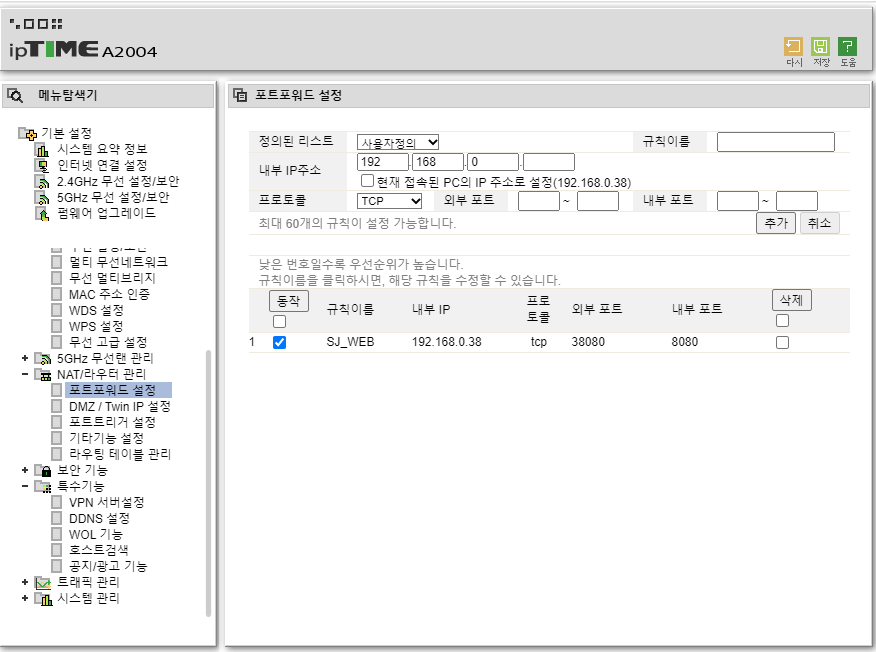 ipTIME A2004
다시 저장 도움
메뉴탐색기
기본 설정
시스템 요약 정보
인터넷 연결 설정
2.4GHz 무선 설정/보안
5GHz 무선 설정/보안
펌웨어 업그레이드
멀티 무선네트워크
무선 멀티브리지
MAC 주소 인증
WDS 설정
WPS 설정
무선 고급 설정
+ 5GHz 무선랜 관리
- NAT/라우터 관리
포트포워드 설정
DMZ / Twin IP 설정
포트트리거 설정
기타기능 설정
라우팅 테이블 관리
+ 보안 기능
- 특수기능
VPN 서버설정
DDNS 설정
WOL 기능
호스트검색
공지/광고 기능
+ 트래픽 관리
+ 시스템 관리
포트포워드 설정
정의된 리스트 사용자정의 규칙이름
내부 IP주소 192 . 168 . 0 .
현재 접속된 PC의 IP 주소로 설정(192.168.0.38)
프로토콜 TCP 외부 포트 ~ 내부 포트 ~
최대 60개의 규칙이 설정 가능합니다. 추가 취소
낮은 번호일수록 우선순위가 높습니다.
규칙이름을 클릭하시면, 해당 규칙을 수정할 수 있습니다.
동작 규칙이름 내부 IP 프로토콜 외부 포트 내부 포트 삭제
1 SJ_WEB 192.168.0.38 tcp 38080 8080